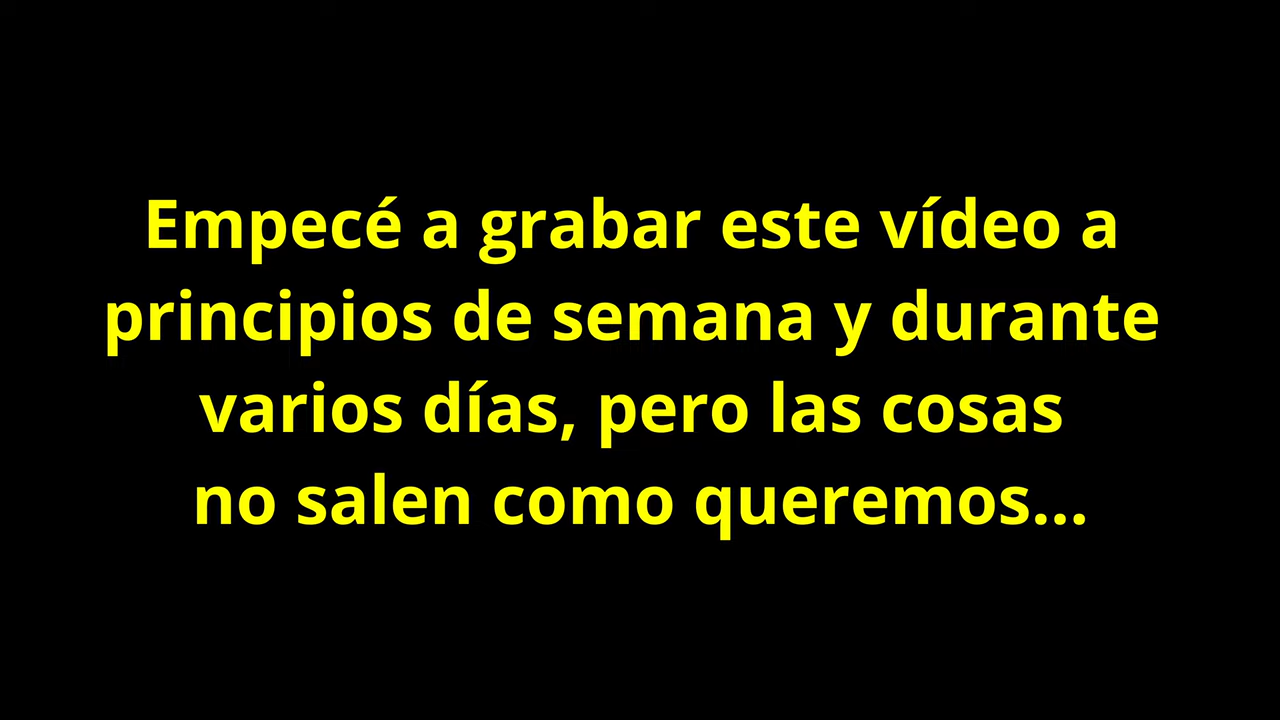 Empecé a grabar este vídeo a
principios de semana y durante
varios días, pero las cosas
no salen como queremos...